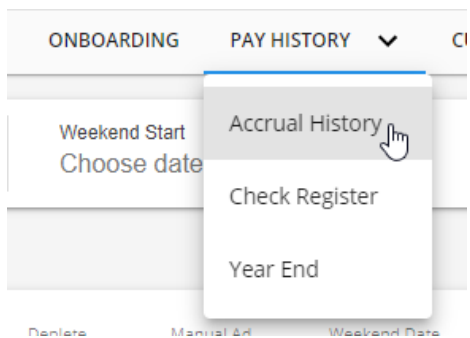 ONBOARDING PAY HISTORY
Weekend Start
Choose date
Accrual History
Check Register
Year End
Deplete Manual Ad Weekend Date